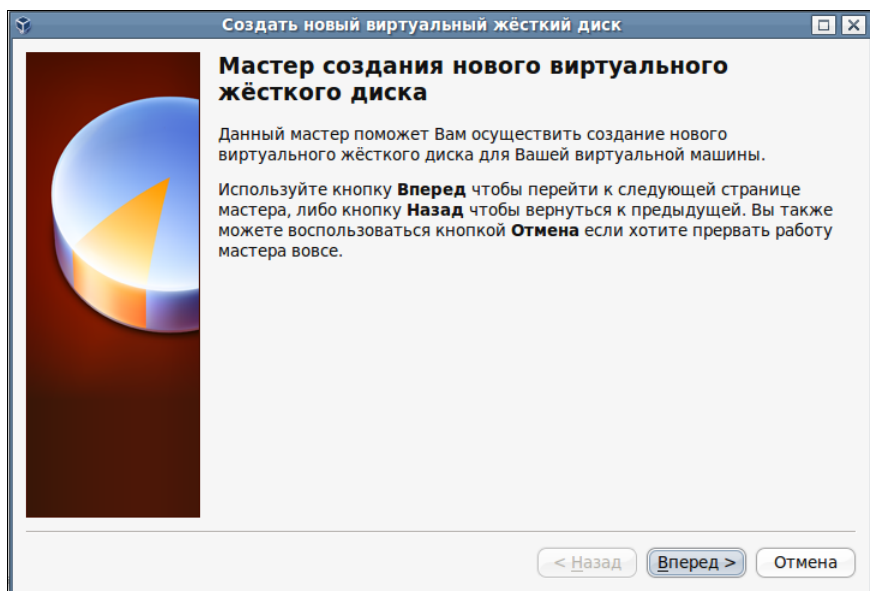 Создать новый виртуальный жёсткий диск
Мастер создания нового виртуального
жёсткого диска
Данный мастер поможет Вам осуществить создание нового
виртуального жёсткого диска для Вашей виртуальной машины.
Используйте кнопку Вперед чтобы перейти к следующей странице
мастера, либо кнопку Назад чтобы вернуться к предыдущей. Вы также
можете воспользоваться кнопкой Отмена если хотите прервать работу
мастера вовсе.
< Назад Вперед > Отмена